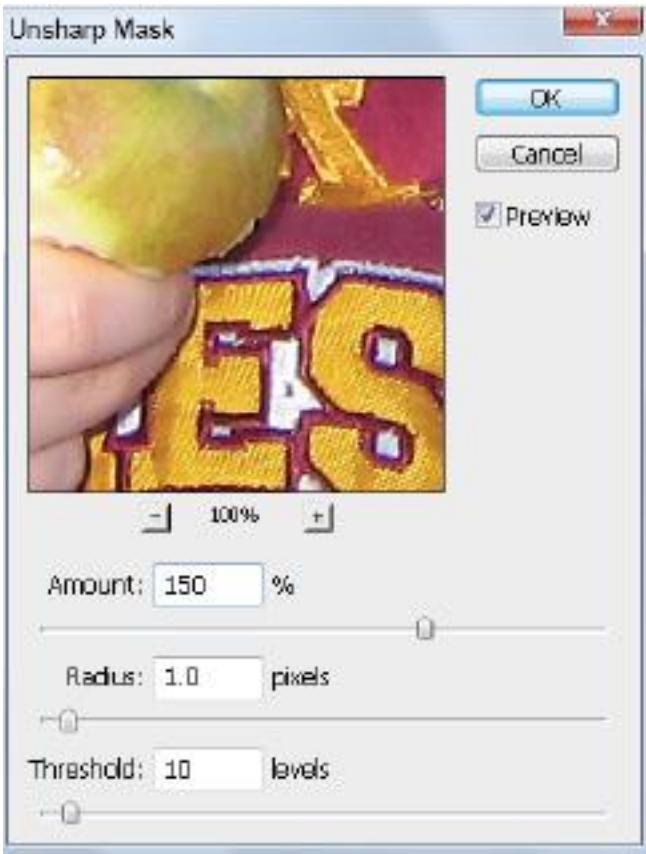 Unsharp Mask
OK
Cancel
Preview
ES
100%
Amount: 150 %
Radius: 1.0 pixels
Threshold: 10 levels